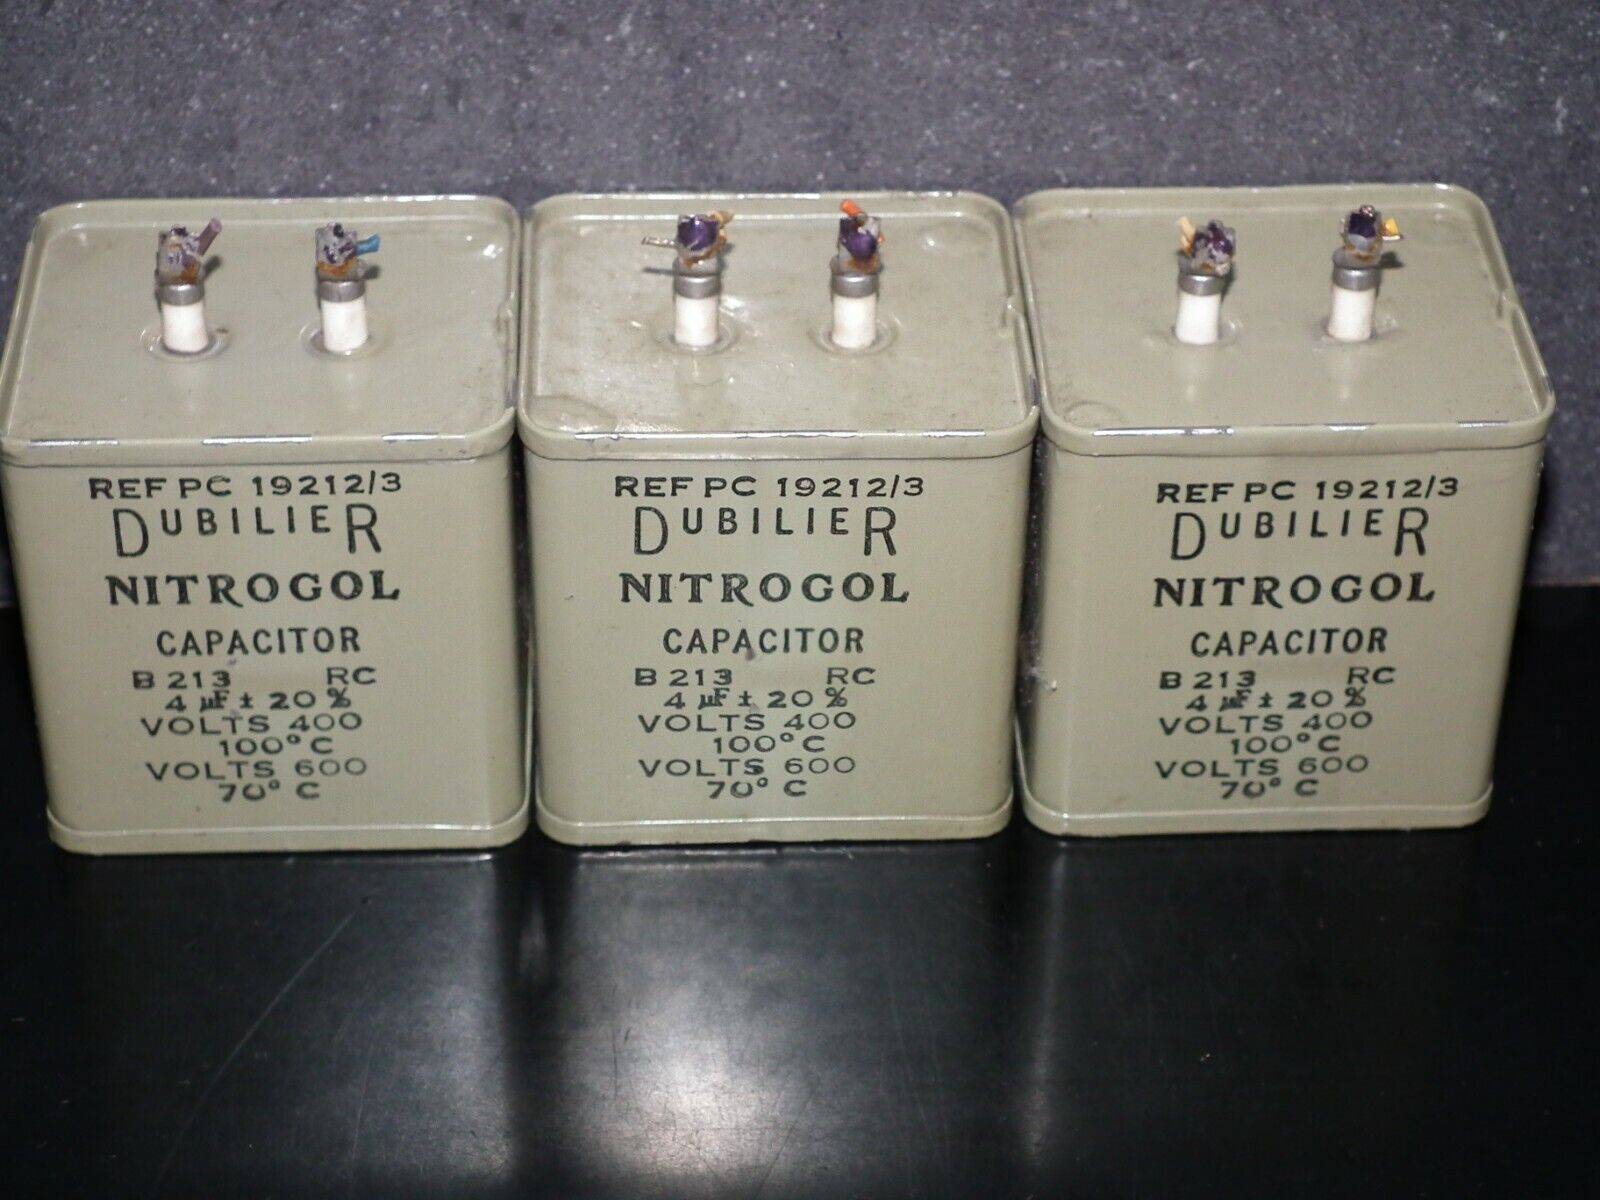 REF PC 19212/3
DUBILIER
NITROGOL
CAPACITOR
B 213 RC
4 µF ± 20 %
VOLTS 400
100° C
VOLTS 600
70° C
REF PC 19212/3
DUBILIER
NITROGOL
CAPACITOR
B 213 RC
4 µF ± 20 %
VOLTS 400
100° C
VOLTS 600
70° C
REF PC 19212/3
DUBILIER
NITROGOL
CAPACITOR
B 213 RC
4 µF ± 20 %
VOLTS 400
100° C
VOLTS 600
70° C